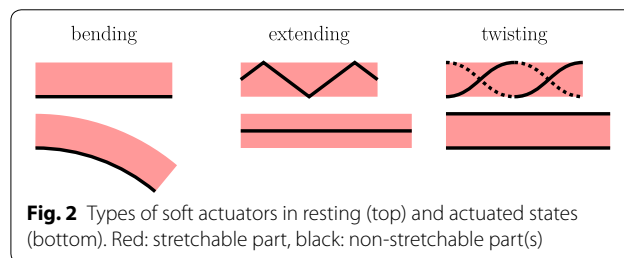 bending extending twisting
Fig. 2 Types of soft actuators in resting (top) and actuated states
(bottom). Red: stretchable part, black: non-stretchable part(s)